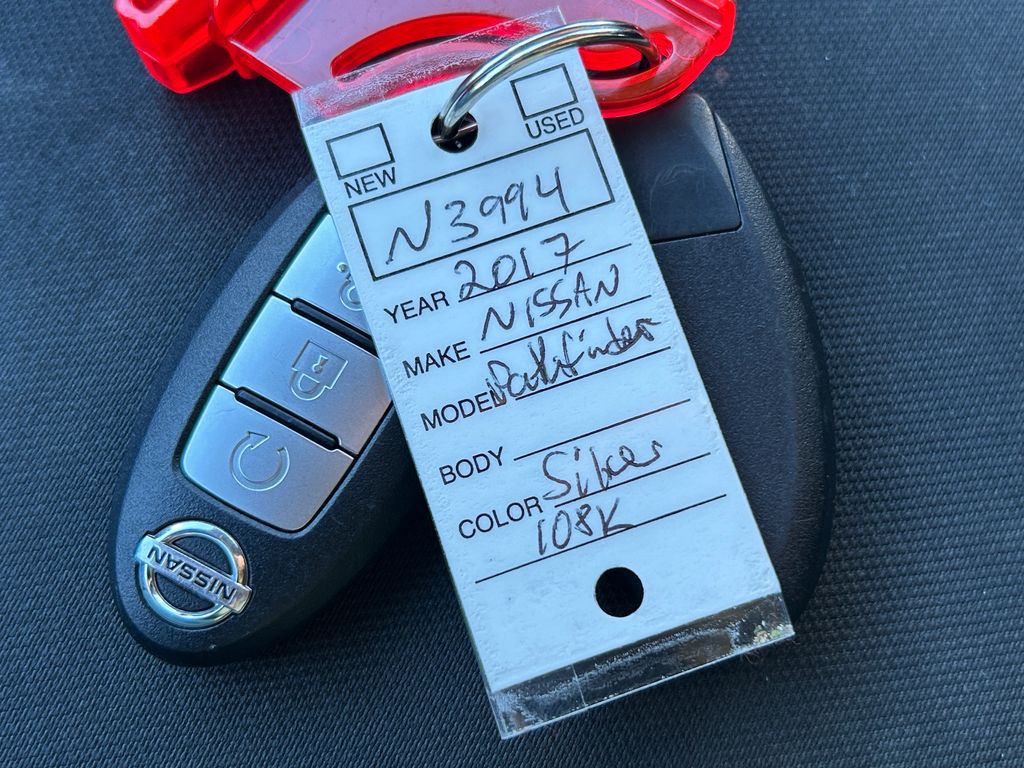 NEW USED
N3994
YEAR 2017
MAKE NISSAN
MODEL Pathfinder
BODY
COLOR Silver
108K
NISSAN